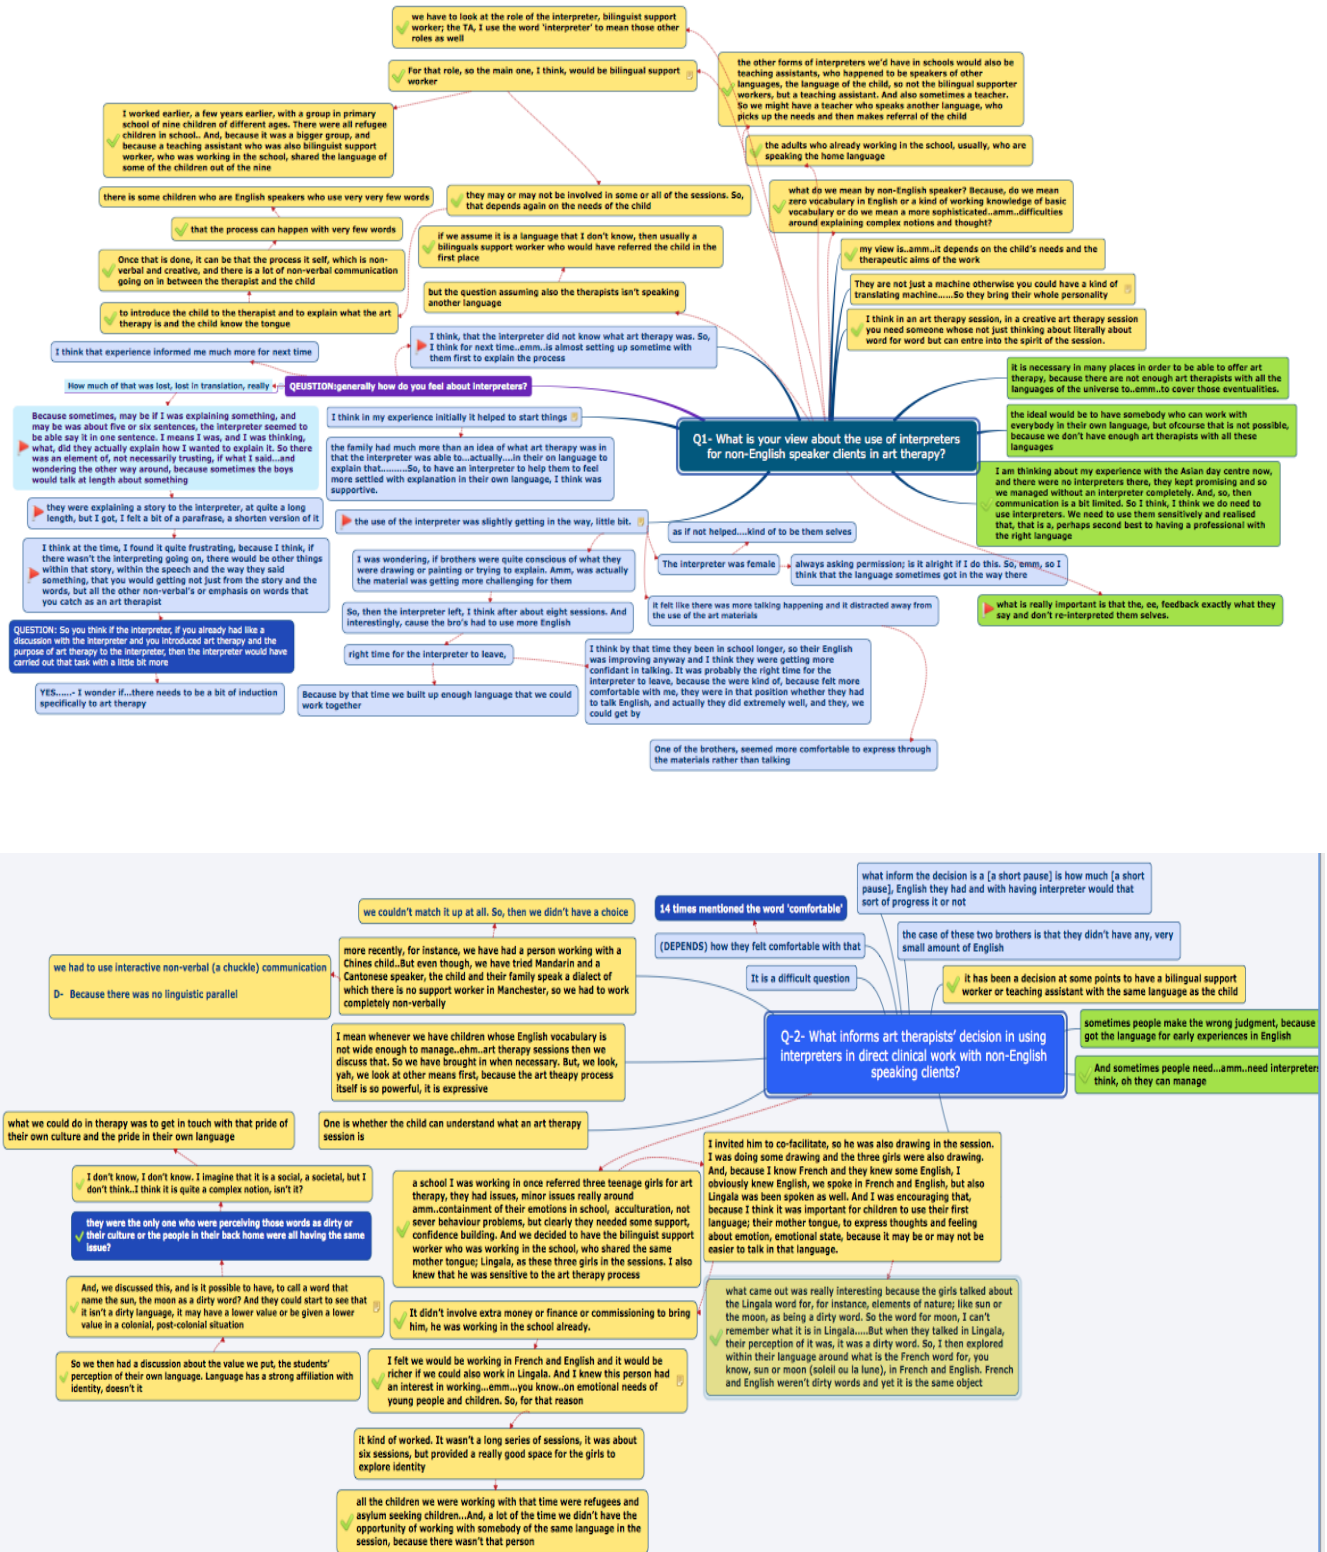 we have to look at the role of the interpreter, bilinguist support
worker; the TA, I use the word 'interpreter' to mean those other
roles as well
For that role, so the main one, I think, would be bilingual support
worker
the other forms of interpreters we'd have in schools would also be
teaching assistants, who happened to be speakers of other
languages, the language of the child, so not the bilingual supporter
workers, but a teaching assistant. And also sometimes a teacher.
So we might have a teacher who speaks another language, who
picks up the needs and then makes referral of the child
I worked earlier, a few years earlier, with a group in primary
school of nine children of different ages. There were all refugee
children in school.. And, because it was a bigger group, and
because a teaching assistant who was also bilinguist support
worker, who was working in the school, shared the language of
some of the children out of the nine
the adults who already working in the school, usually, who are
speaking the home language
there is some children who are English speakers who use very very few words
they may or may not be involved in some or all of the sessions. So,
that depends again on the needs of the child
what do we mean by non-English speaker? Because, do we mean
zero vocabulary in English or a kind of working knowledge of basic
vocabulary or do we mean a more sophisticated..amm..difficulties
around explaining complex notions and thought?
that the process can happen with very few words
if we assume it is a language that I don't know, then usually a
bilinguals support worker who would have referred the child in the
first place
my view is..amm..it depends on the child's needs and the
therapeutic aims of the work
Once that is done, it can be that the process it self, which is non-
verbal and creative, and there is a lot of non-verbal communication
going on in between the therapist and the child
They are not just a machine otherwise you could have a kind of
translating machine......So they bring their whole personality
but the question assuming also the therapists isn't speaking
another language
to introduce the child to the therapist and to explain what the art
therapy is and the child know the tongue
I think in an art therapy session, in a creative art therapy session
you need someone whose not just thinking about literally about
word for word but can entre into the spirit of the session.
I think that experience informed me much more for next time
I think, that the interpreter did not know what art therapy was. So,
I think for next time..emm..is almost setting up sometime with
them first to explain the process
it is necessary in many places in order to be able to offer art
therapy, because there are not enough art therapists with all the
languages of the universe to..emm..to cover those eventualities.
How much of that was lost, lost in translation, really
QEUSTION:generally how do you feel about interpreters?
Because sometimes, may be if I was explaining something, and
may be was about five or six sentences, the interpreter seemed to
be able say it in one sentence. I means I was, and I was thinking,
what, did they actually explain how I wanted to explain it. So there
was an element of, not necessarily trusting, if what I said...and
wondering the other way around, because sometimes the boys
would talk at length about something
I think in my experience initially it helped to start things
Q1- What is your view about the use of interpreters
for non-English speaker clients in art therapy?
the ideal would be to have somebody who can work with
everybody in their own language, but ofcourse that is not possible,
because we don't have enough art therapists with all these
languages
the family had much more than an idea of what art therapy was in
that the interpreter was able to...actually....in their on language to
explain that..........So, to have an interpreter to help them to feel
more settled with explanation in their own language, I think was
supportive.
I am thinking about my experience with the Asian day centre now,
and there were no interpreters there, they kept promising and so
we managed without an interpreter completely. And, so, then
communication is a bit limited. So I think, I think we do need to
use interpreters. We need to use them sensitively and realised
that, that is a, perhaps second best to having a professional with
the right language
they were explaining a story to the interpreter, at quite a long
length, but I got, I felt a bit of a parafrase, a shorten version of it
the use of the interpreter was slightly getting in the way, little bit.
as if not helped....kind of to be them selves
I think at the time, I found it quite frustrating, because I think, if
there wasn't the interpreting going on, there would be other things
within that story, within the speech and the way they said
something, that you would getting not just from the story and the
words, but all the other non-verbal's or emphasis on words that
you catch as an art therapist
I was wondering, if brothers were quite conscious of what they
were drawing or painting or trying to explain. Amm, was actually
the material was getting more challenging for them
The interpreter was female
always asking permission; is it alright if I do this. So, emm, so I
think that the language sometimes got in the way there
So, then the interpreter left, I think after about eight sessions. And
interestingly, cause the bro's had to use more English
it felt like there was more talking happening and it distracted away from
the use of the art materials
what is really important is that the, ee, feedback exactly what they
say and don't re-interpreted them selves.
QUESTION: So you think if the interpreter, if you already had like a
discussion with the interpreter and you introduced art therapy and the
purpose of art therapy to the interpreter, then the interpreter would have
carried out that task with a little bit more
right time for the interpreter to leave,
I think by that time they been in school longer, so their English
was improving anyway and I think they were getting more
confidant in talking. It was probably the right time for the
interpreter to leave, because the were kind of, because felt more
comfortable with me, they were in that position whether they had
to talk English, and actually they did extremely well, and they, we
could get by
YES......- I wonder if...there needs to be a bit of induction
specifically to art therapy
Because by that time we built up enough language that we could
work together
One of the brothers, seemed more comfortable to express through
the materials rather than talking
what inform the decision is a [a short pause] is how much [a short
pause], English they had and with having interpreter would that
sort of progress it or not
we couldn't match it up at all. So, then we didn't have a choice
14 times mentioned the word 'comfortable'
the case of these two brothers is that they didn't have any, very
small amount of English
(DEPENDS) how they felt comfortable with that
more recently, for instance, we have had a person working with a
Chines child..But even though, we have tried Mandarin and a
Cantonese speaker, the child and their family speak a dialect of
which there is no support worker in Manchester, so we had to work
completely non-verbally
we had to use interactive non-verbal (a chuckle) communication
D- Because there was no linguistic parallel
It is a difficult question
it has been a decision at some points to have a bilingual support
worker or teaching assistant with the same language as the child
Q-2- What informs art therapists' decision in using
interpreters in direct clinical work with non-English
speaking clients?
sometimes people make the wrong judgment, because
got the language for early experiences in English
I mean whenever we have children whose English vocabulary is
not wide enough to manage..ehm..art therapy sessions then we
discuss that. So we have brought in when necessary. But, we look,
yah, we look at other means first, because the art theapy process
itself is so powerful, it is expressive
And sometimes people need...amm..need interpreters
think, oh they can manage
what we could do in therapy was to get in touch with that pride of
their own culture and the pride in their own language
One is whether the child can understand what an art therapy
session is
I invited him to co-facilitate, so he was also drawing in the session.
I was doing some drawing and the three girls were also drawing.
And, because I know French and they knew some English, I
obviously knew English, we spoke in French and English, but also
Lingala was been spoken as well. And I was encouraging that,
because I think it was important for children to use their first
language; their mother tongue, to express thoughts and feeling
about emotion, emotional state, because it may be or may not be
easier to talk in that language.
I don't know, I don't know. I imagine that it is a social, a societal, but I
don't think..I think it is quite a complex notion, isn't it?
a school I was working in once referred three teenage girls for art
therapy, they had issues, minor issues really around
amm..containment of their emotions in school, acculturation, not
sever behaviour problems, but clearly they needed some support,
confidence building. And we decided to have the bilinguist support
worker who was working in the school, who shared the same
mother tongue; Lingala, as these three girls in the sessions. I also
knew that he was sensitive to the art therapy process
they were the only one who were perceiving those words as dirty or
their culture or the people in their back home were all having the same
issue?
And, we discussed this, and is it possible to have, to call a word that
name the sun, the moon as a dirty word? And they could start to see that
it isn't a dirty language, it may have a lower value or be given a lower
value in a colonial, post-colonial situation
what came out was really interesting because the girls talked about
the Lingala word for, for instance, elements of nature; like sun or
the moon, as being a dirty word. So the word for moon, I can't
remember what it is in Lingala.....But when they talked in Lingala,
their perception of it was, it was a dirty word. So, I then explored
within their language around what is the French word for, you
know, sun or moon (soleil ou la lune), in French and English. French
and English weren't dirty words and yet it is the same object
It didn't involve extra money or finance or commissioning to bring
him, he was working in the school already.
So we then had a discussion about the value we put, the students'
perception of their own language. Language has a strong affiliation with
identity, doesn't it
I felt we would be working in French and English and it would be
richer if we could also work in Lingala. And I knew this person had
an interest in working...emm...you know..on emotional needs of
young people and children. So, for that reason
it kind of worked. It wasn't a long series of sessions, it was about
six sessions, but provided a really good space for the girls to
explore identity
all the children we were working with that time were refugees and
asylum seeking children...And, a lot of the time we didn't have the
opportunity of working with somebody of the same language in the
session, because there wasn't that person